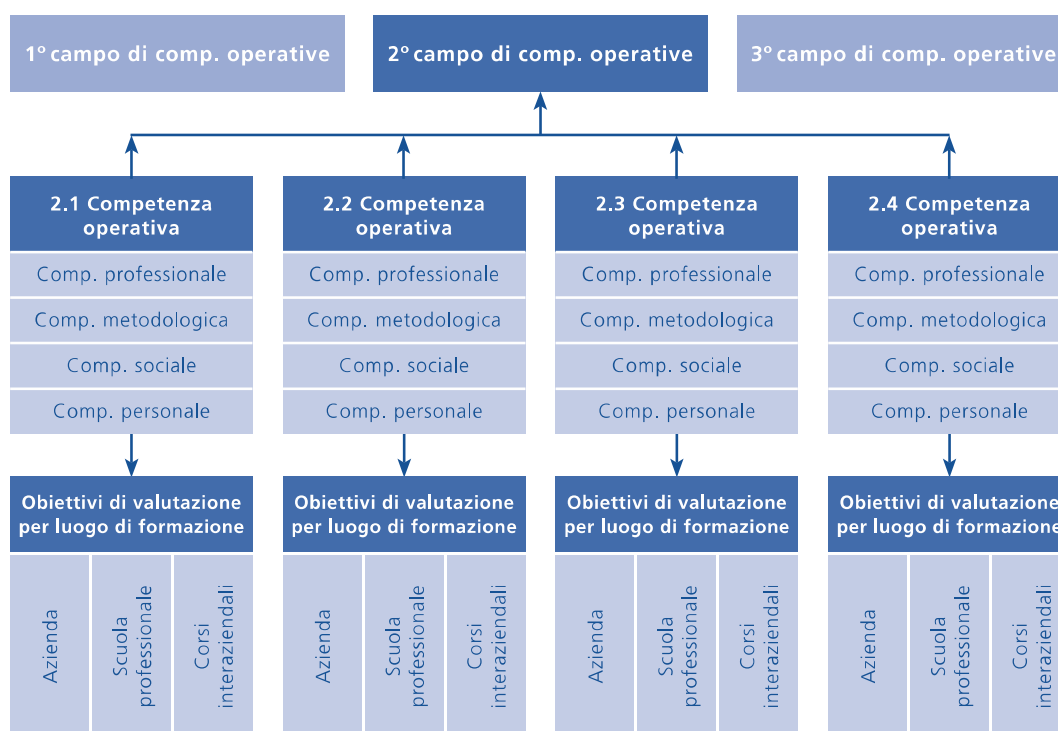 1° campo di comp. operative
2° campo di comp. operative
3° campo di comp. operative
2.1 Competenza
operativa
Comp. professionale
Comp. metodologica
Comp. sociale
Comp. personale
Obiettivi di valutazione
per luogo di formazione
Azienda
Scuola
professionale
Corsi
interaziendali
2.2 Competenza
operativa
Comp. professionale
Comp. metodologica
Comp. sociale
Comp. personale
Obiettivi di valutazione
per luogo di formazione
Azienda
Scuola
professionale
Corsi
interaziendali
2.3 Competenza
operativa
Comp. professionale
Comp. metodologica
Comp. sociale
Comp. personale
Obiettivi di valutazione
per luogo di formazione
Azienda
Scuola
professionale
Corsi
interaziendali
2.4 Competenza
operativa
Comp. professionale
Comp. metodologica
Comp. sociale
Comp. personale
Obiettivi di valutazione
per luogo di formazione
Azienda
Scuola
professionale
Corsi
interaziendali